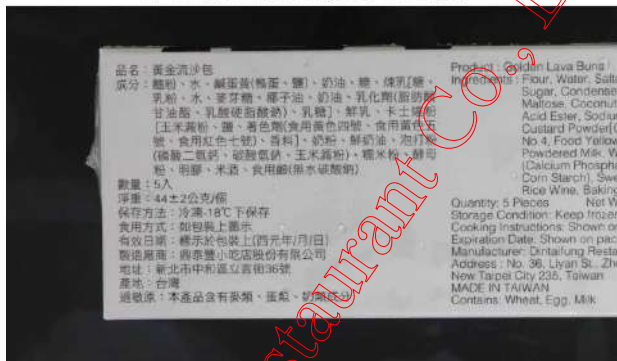 品名：黃金流沙包
成分：麵粉、水、鹹蛋黃(鴨蛋、鹽)、奶油、糖、煉乳[糖、
乳粉、水、麥芽糖、椰子油、奶油、乳化劑(脂肪酸
甘油酯、乳酸硬脂酸鈉)、乳糖]、鮮乳、卡士達粉
[玉米澱粉、鹽、著色劑(食用黃色四號、食用黃色五
號、食用紅色七號)、香料]、奶粉、鮮奶油、泡打粉
(磷酸二氫鈣、碳酸氫鈉、玉米澱粉)、糯米粉、酵母
粉、明膠、米酒、食用鹼(無水碳酸鈉)
數量：5入
淨重：44±2公克/個
保存方法：冷凍-18℃下保存
食用方式：如包裝上圖示
有效日期：標示於包裝上(西元年/月/日)
製造廠商：鼎泰豐小吃店股份有限公司
地址：新北市中和區立言街36號
產地：台灣
過敏原：本產品含有麥類、蛋類、奶類成分
Product : Golden Lava Buns
Ingredients : Flour, Water, Salte
Sugar, Condense
Maltose, Coconut
Acid Ester, Sodiu
Custard Powder[C
No 4, Food Yellow
Powdered Milk, W
[Calcium Phospha
Corn Starch], Swe
Rice Wine, Baking
Quantity: 5 Pieces Net W
Storage Condition: Keep frozen
Cooking Instructions: Shown on
Expiration Date: Shown on pac
Manufacturer: Dintaifung Resta
Address : No. 36, Liyan St., Zho
New Taipei City 235, Taiwan
MADE IN TAIWAN
Contains: Wheat, Egg, Milk
staurant Co., L